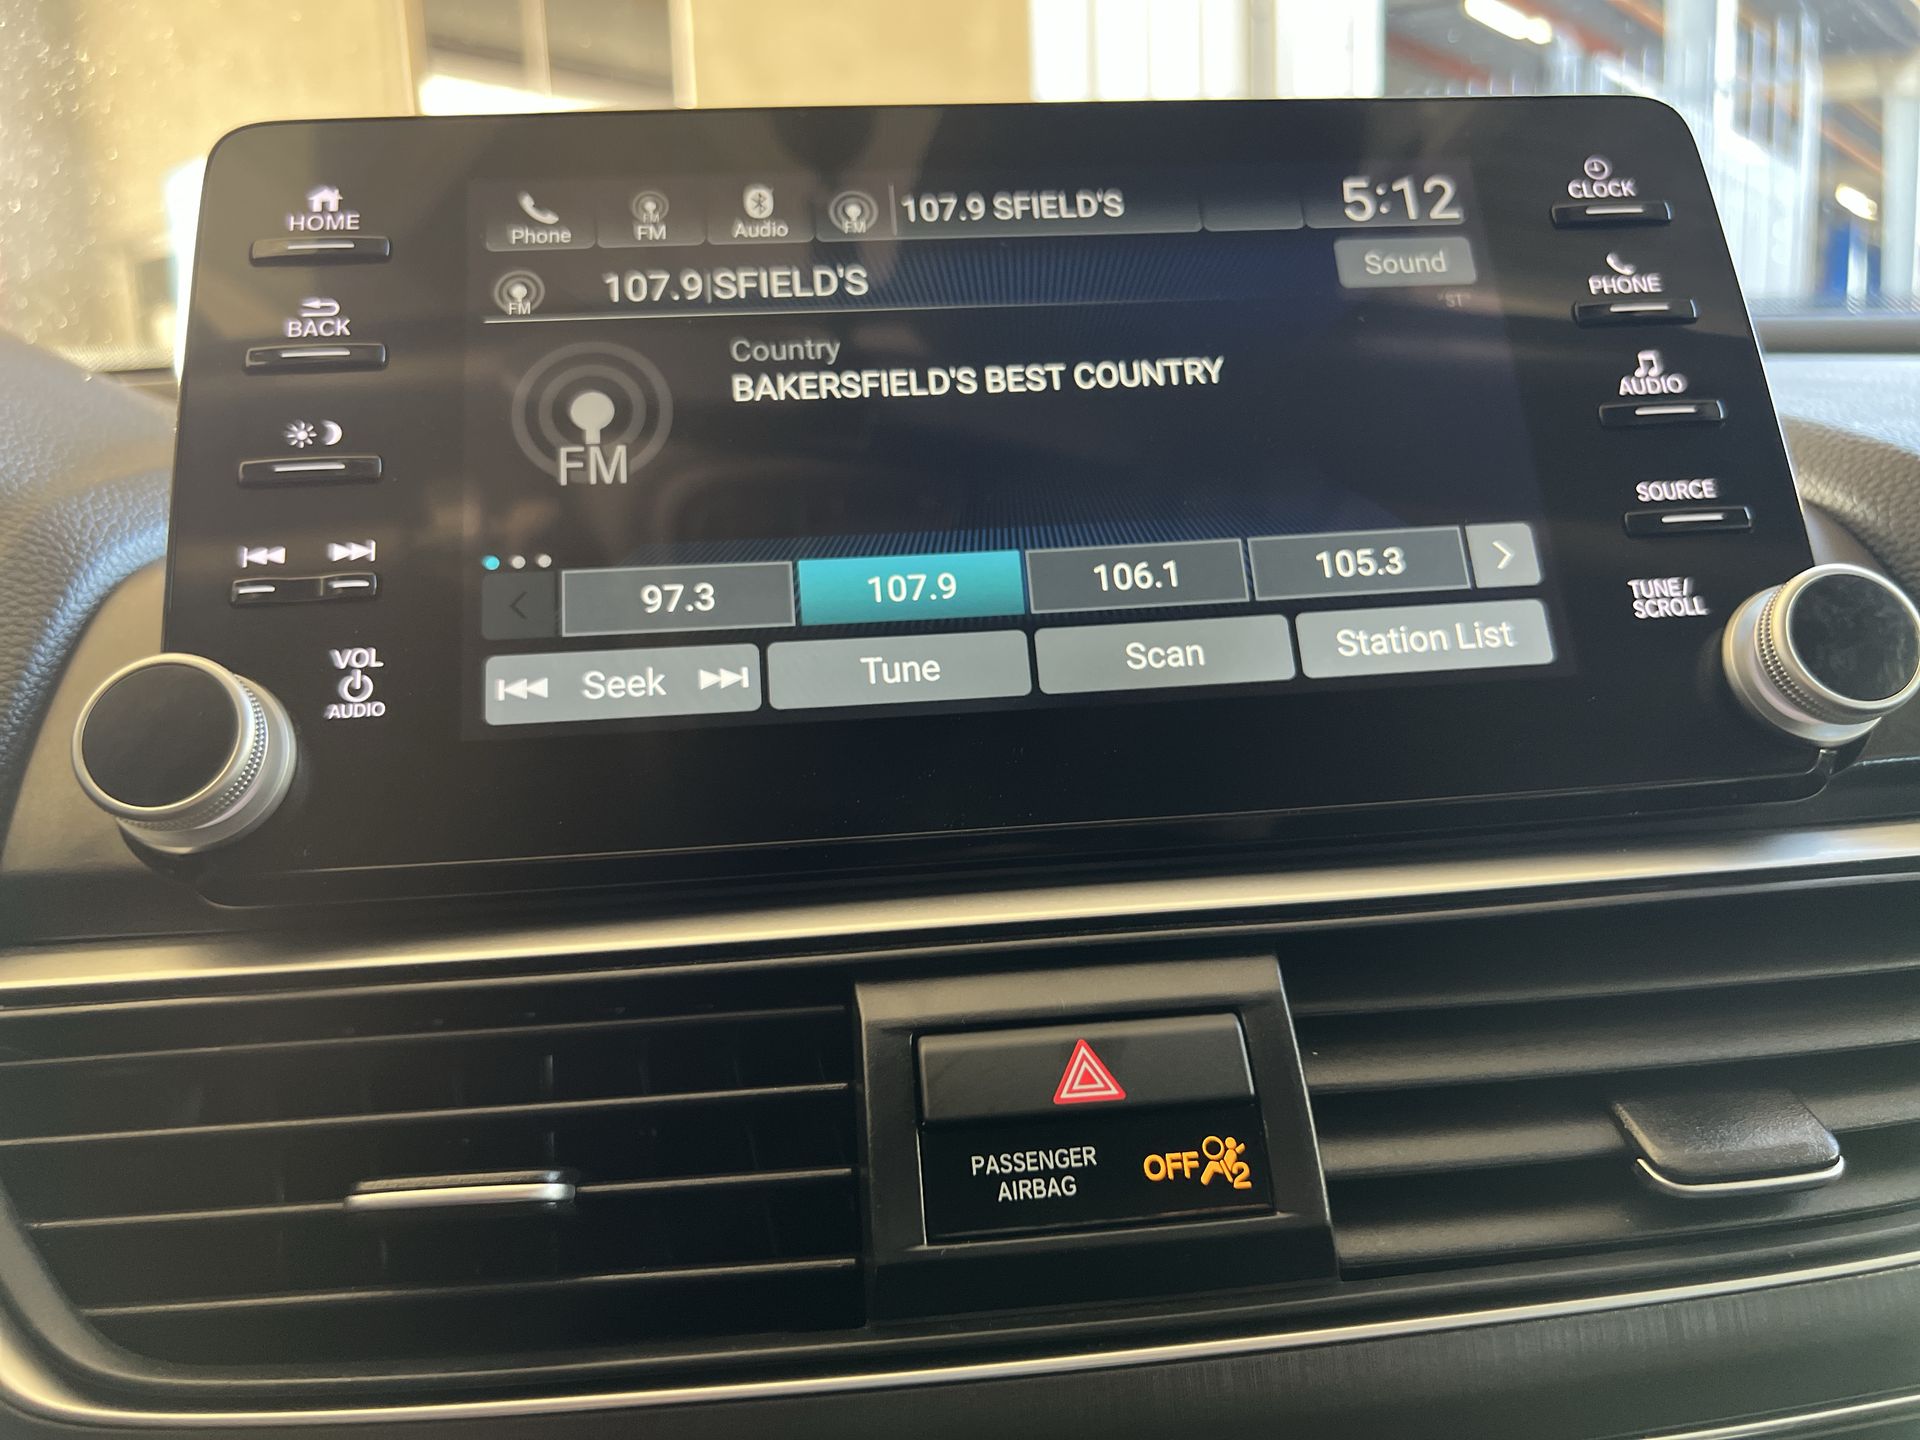 HOME
BACK
VOL
AUDIO
Phone
FM
FM
Audio
FM
107.9 SFIELD'S
5:12
FM
107.9|SFIELD'S
Sound
"ST"
FM
Country
BAKERSFIELD'S BEST COUNTRY
97.3
107.9
106.1
105.3
Seek
Tune
Scan
Station List
CLOCK
PHONE
AUDIO
SOURCE
TUNE/
SCROLL
PASSENGER
AIRBAG
OFF
2